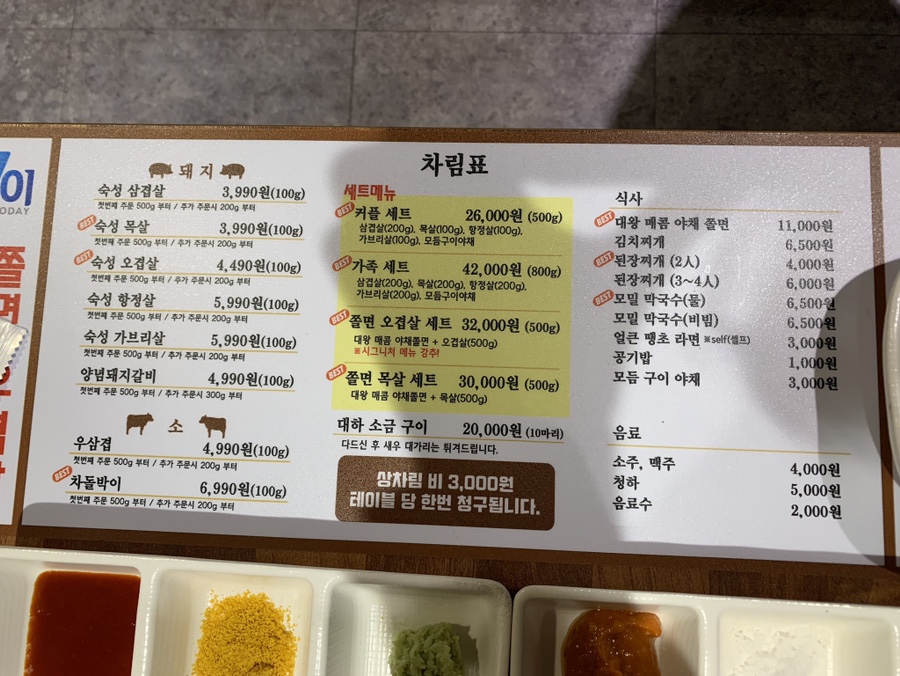 이
ODAY
쫄
면
차림표
돼지
숙성 삼겹살 3,990원(100g)
첫번째 주문 500g 부터 / 추가 주문시 200g 부터
BEST
숙성 목살 3,990원(100g)
첫번째 주문 500g 부터 / 추가 주문시 200g 부터
BEST
숙성 오겹살 4,490원(100g)
첫번째 주문 500g 부터 / 추가 주문시 200g 부터
숙성 항정살 5,990원(100g)
첫번째 주문 500g 부터 / 추가 주문시 200g 부터
숙성 가브리살 5,990원(100g)
첫번째 주문 500g 부터 / 추가 주문시 200g 부터
양념돼지갈비 4,990원(100g)
첫번째 주문 500g 부터 / 추가 주문시 300g 부터
소
우삼겹 4,990원(100g)
첫번째 주문 500g 부터 / 추가 주문시 200g 부터
BEST
차돌박이 6,990원(100g)
첫번째 주문 500g 부터 / 추가 주문시 200g 부터
세트메뉴
BEST
커플 세트 26,000원 (500g)
삼겹살(200g), 목살(100g), 항정살(100g),
가브리살(100g), 모듬구이야채
BEST
가족 세트 42,000원 (800g)
삼겹살(200g), 목살(200g), 항정살(200g),
가브리살(200g), 모듬구이야채
BEST
쫄면 오겹살 세트 32,000원 (500g)
대왕 매콤 야채쫄면 + 오겹살(500g)
※시그니처 메뉴 강추!
BEST
쫄면 목살 세트 30,000원 (500g)
대왕 매콤 야채쫄면 + 목살(500g)
대하 소금 구이 20,000원 (10마리)
다드신 후 새우 대가리는 튀겨드립니다.
상차림 비 3,000원
테이블 당 한번 청구됩니다.
식사
BEST
대왕 매콤 야채 쫄면 11,000원
김치찌개 6,500원
BEST
된장찌개 (2인) 4,000원
된장찌개 (3~4人) 6,000원
BEST
모밀 막국수(물) 6,500원
모밀 막국수(비빔) 6,500원
얼큰 땡초 라면 ※self(셀프) 3,000원
공기밥 1,000원
모듬 구이 야채 3,000원
음료
소주, 맥주 4,000원
청하 5,000원
음료수 2,000원